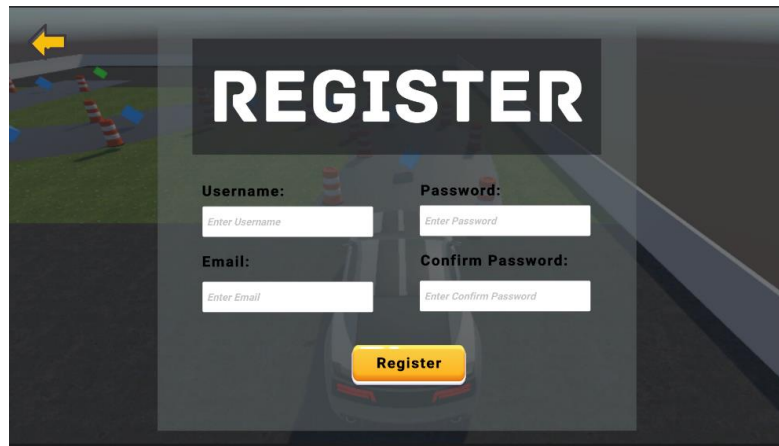 REGISTER
Username:
Password:
Enter Username
Enter Password
Email:
Confirm Password:
Enter Email
Enter Confirm Password
Register